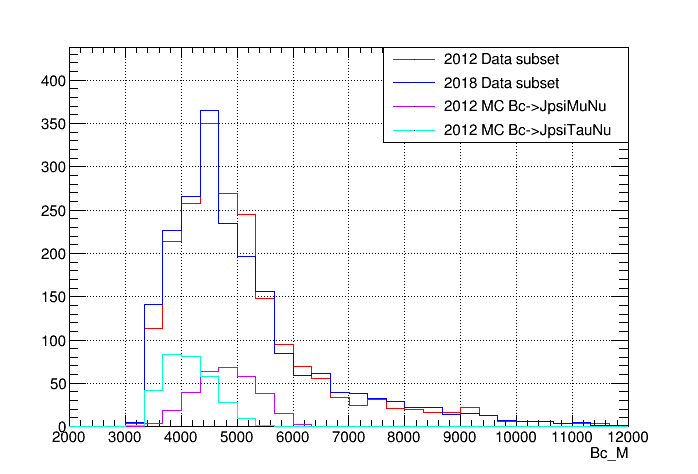 2012 Data subset
2018 Data subset
2012 MC Bc->JpsiMuNu
2012 MC Bc->JpsiTauNu
400
350
300
250
200
150
100
50
0
2000 3000 4000 5000 6000 7000 8000 9000 10000 11000 12000
Bc_M